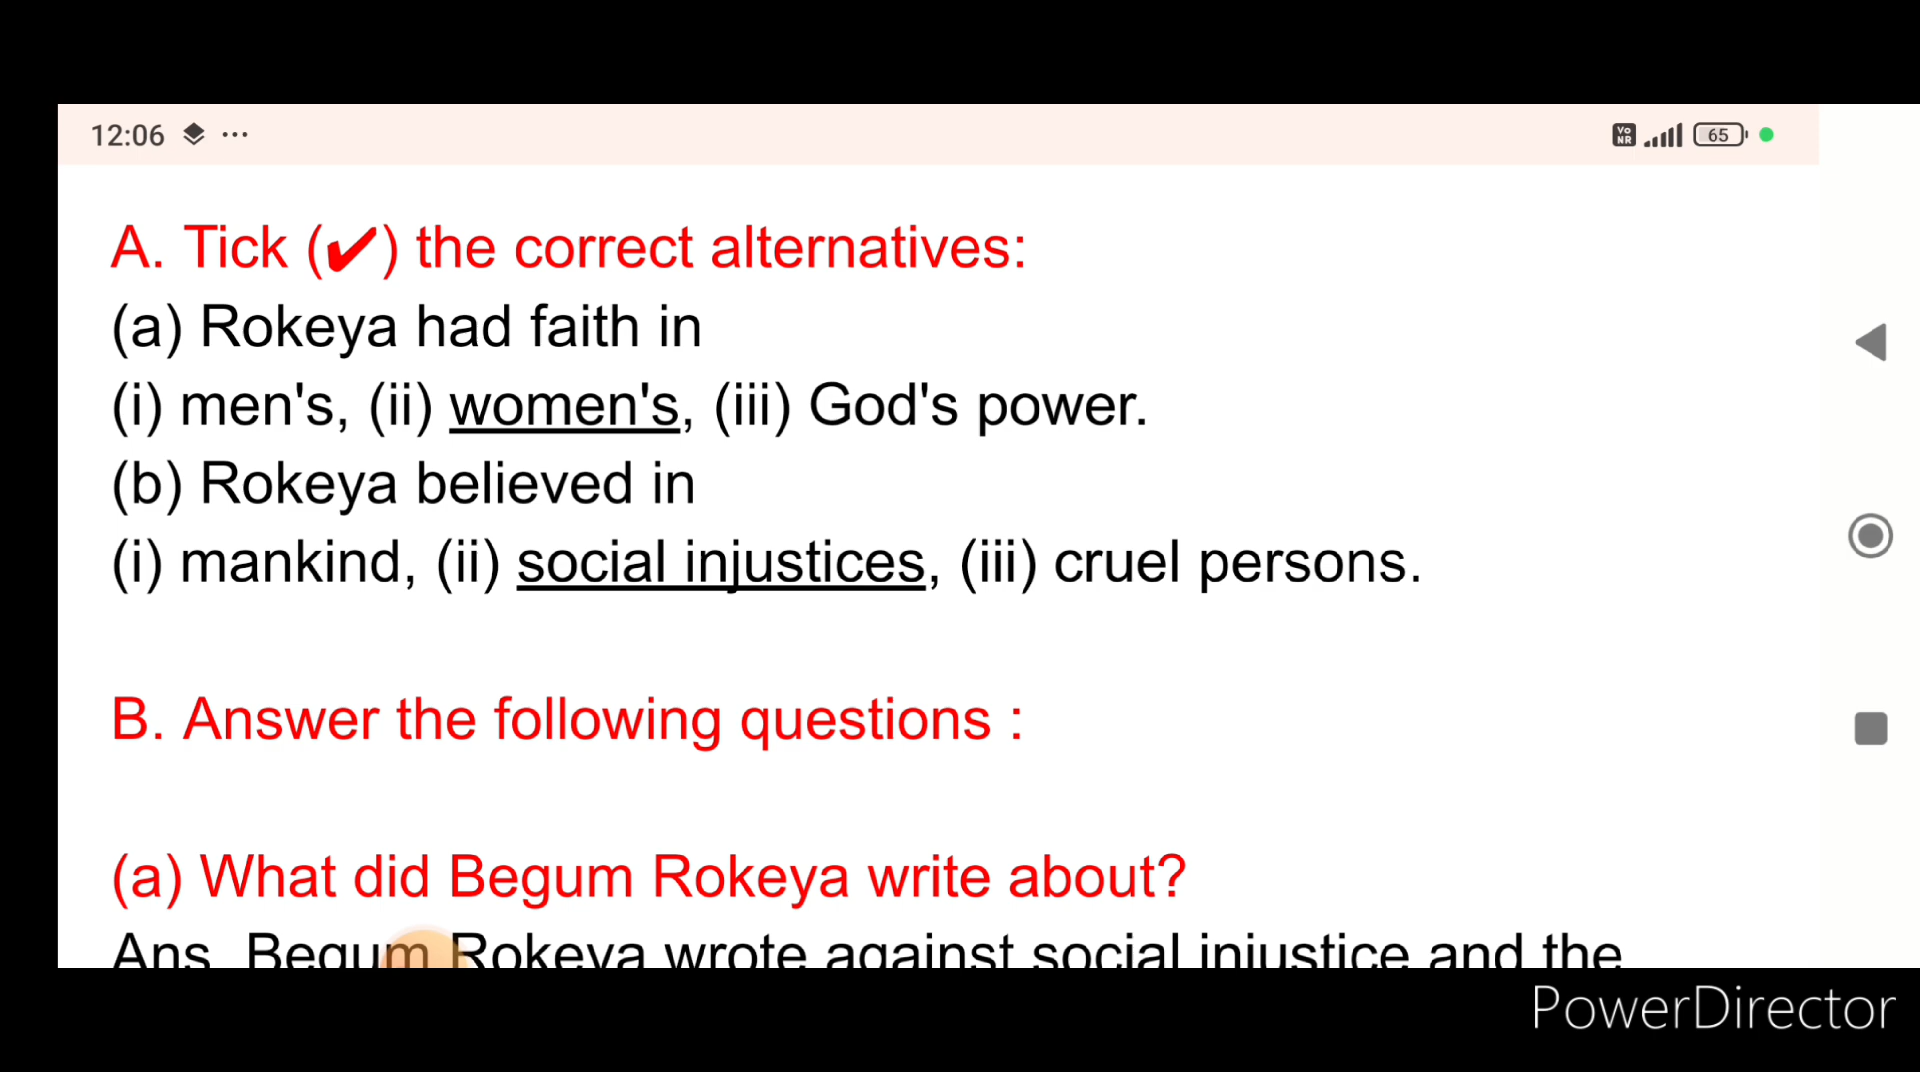 12:06 ...
Vo NR 65
A. Tick (✔) the correct alternatives:
(a) Rokeya had faith in
(i) men's, (ii) women's, (iii) God's power.
(b) Rokeya believed in
(i) mankind, (ii) social injustices, (iii) cruel persons.
B. Answer the following questions :
(a) What did Begum Rokeya write about?
Ans Begum Rokeya wrote against social injustice and the
PowerDirector